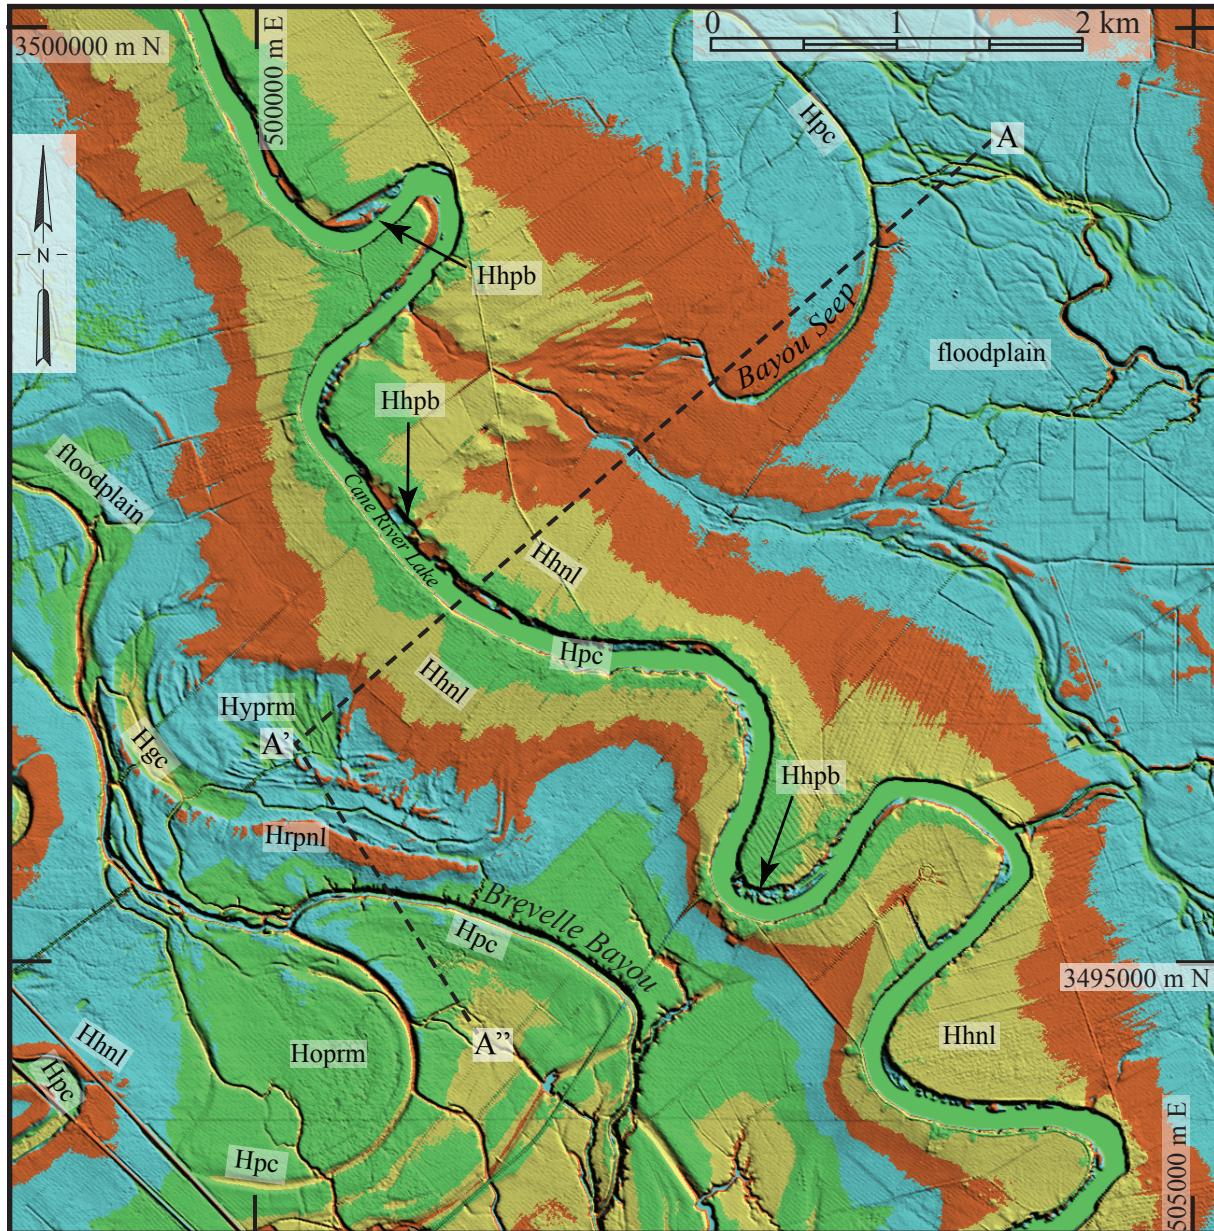 0 1 2 km
3500000 m N
500000 m E
Hpc
A
N
Hhpb
Bayou Seep
floodplain
Hhpb
floodplain
Cane River Lake
Hhnl
Hpc
Hhnl
Hyprm
A'
Hgc
Hhpb
Hrpnl
Brevelle Bayou
Hpc
3495000 m N
Hhnl
A”
Hoprm
Hhnl
Hpc
Hpc
505000 m E